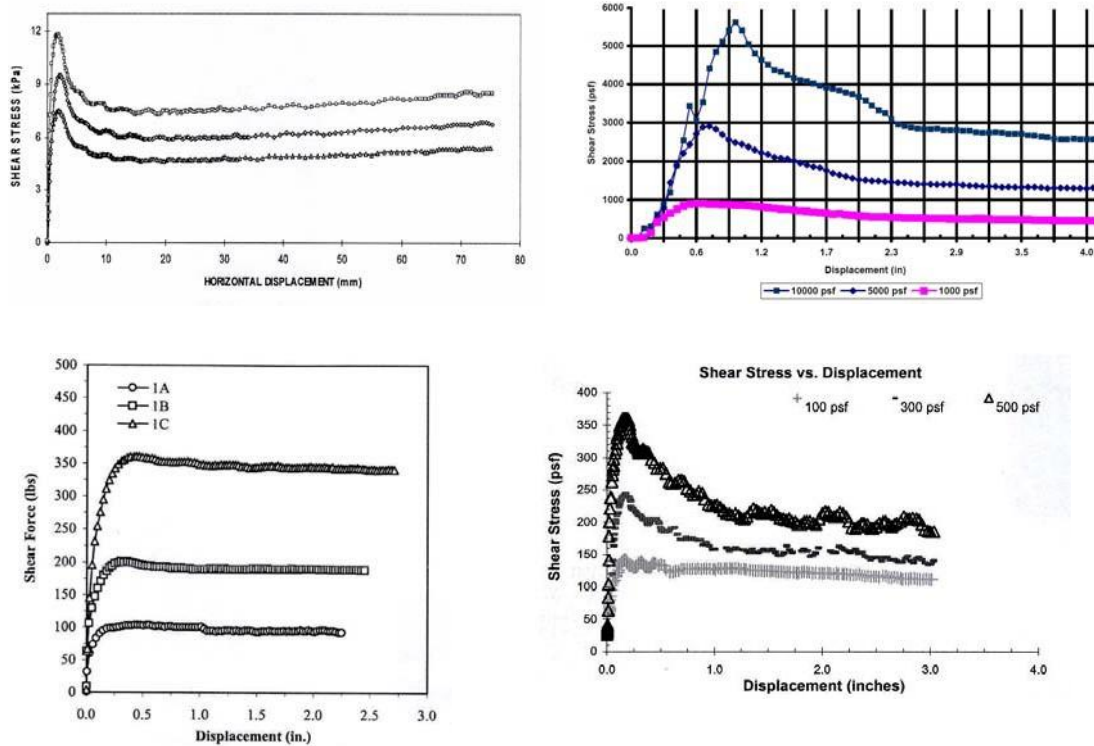 SHEAR STRESS (kPa)
12
9
6
3
0
0 10 20 30 40 50 60 70 80
HORIZONTAL DISPLACEMENT (mm)
Shear Stress (psf)
6000
5000
4000
3000
2000
1000
0
0.0 0.6 1.2 1.7 2.3 2.9 3.5 4.0
Displacement (in)
10000 psf 5000 psf 1000 psf
Shear Force (lbs)
500
450
400
350
300
250
200
150
100
50
0
1A
1B
1C
0.0 0.5 1.0 1.5 2.0 2.5 3.0
Displacement (in.)
Shear Stress vs. Displacement
100 psf 300 psf 500 psf
Shear Stress (psf)
400
350
300
250
200
150
100
50
0
0.0 1.0 2.0 3.0 4.0
Displacement (inches)